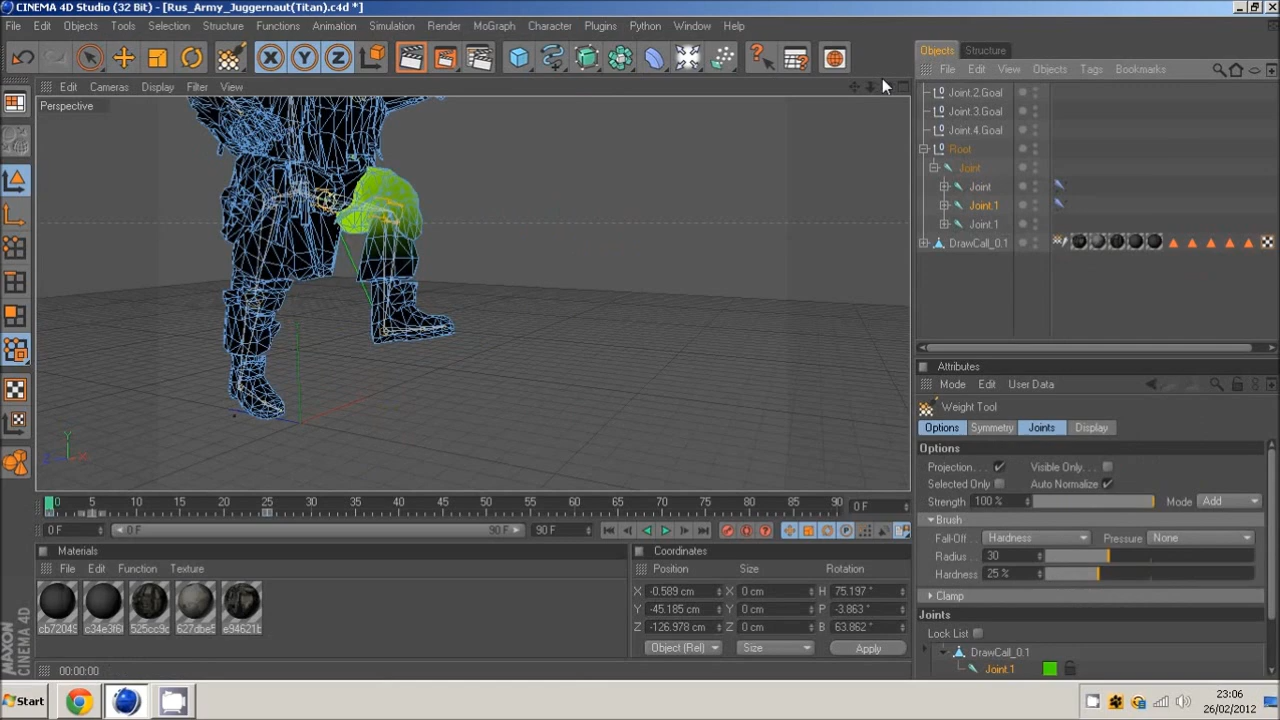 CINEMA 4D Studio (32 Bit) - [Rus_Army_Juggernaut(Titan).c4d *]
File Edit Objects Tools Selection Structure Functions Animation Simulation Render MoGraph Character Plugins Python Window Help
Objects Structure
File Edit View Objects Tags Bookmarks
Edit Cameras Display Filter View
Perspective
Joint.2.Goal
Joint.3.Goal
Joint.4.Goal
Root
Joint
Joint
Joint.1
Joint.1
DrawCall_0.1
Attributes
Mode Edit User Data
Weight Tool
Options Symmetry Joints Display
Options
Projection. . . Visible Only. . .
Selected Only Auto Normalize
Strength 100 % Mode Add
Brush
Fall-Off . . Hardness Pressure None
Radius . . 30
Hardness 25 %
Clamp
Joints
Lock List
DrawCall_0.1
Joint.1
Y
Z X
0 5 10 15 20 25 30 35 40 45 50 55 60 65 70 75 80 85 90 0 F
0 F 0 F 90 F 90 F
Materials
File Edit Function Texture
cb72049 c34e3f6 525cc9c 627dbe5 e94621b
Coordinates
Position Size Rotation
X -0.589 cm X 0 cm H 75.197 °
Y -45.185 cm Y 0 cm P -3.863 °
Z -126.978 cm Z 0 cm B 63.862 °
Object (Rel) Size Apply
MAXON
CINEMA 4D
00:00:00
Start
23:06
26/02/2012